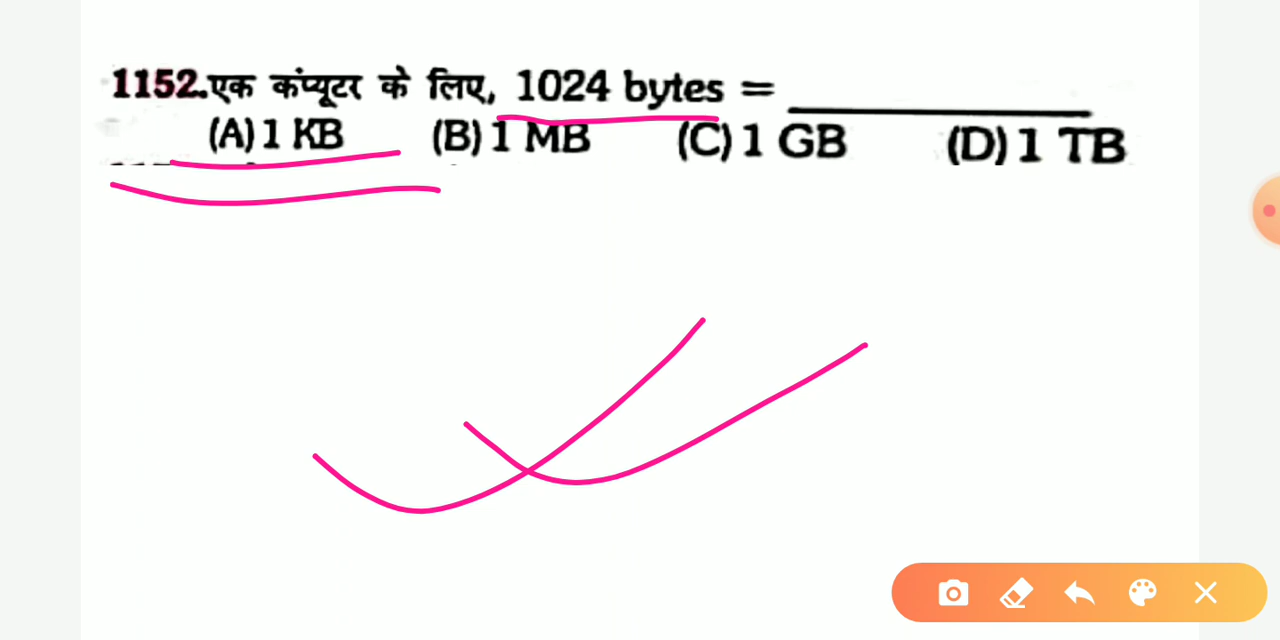 1152.एक कंप्यूटर के लिए, 1024 bytes = ________
(A) 1 KB (B) 1 MB (C) 1 GB (D) 1 TB